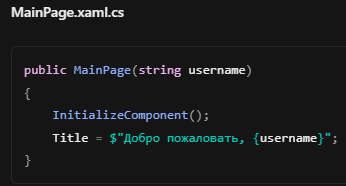 MainPage.xaml.cs
public MainPage(string username)
{
    InitializeComponent();
    Title = $"Добро пожаловать, {username}";
}